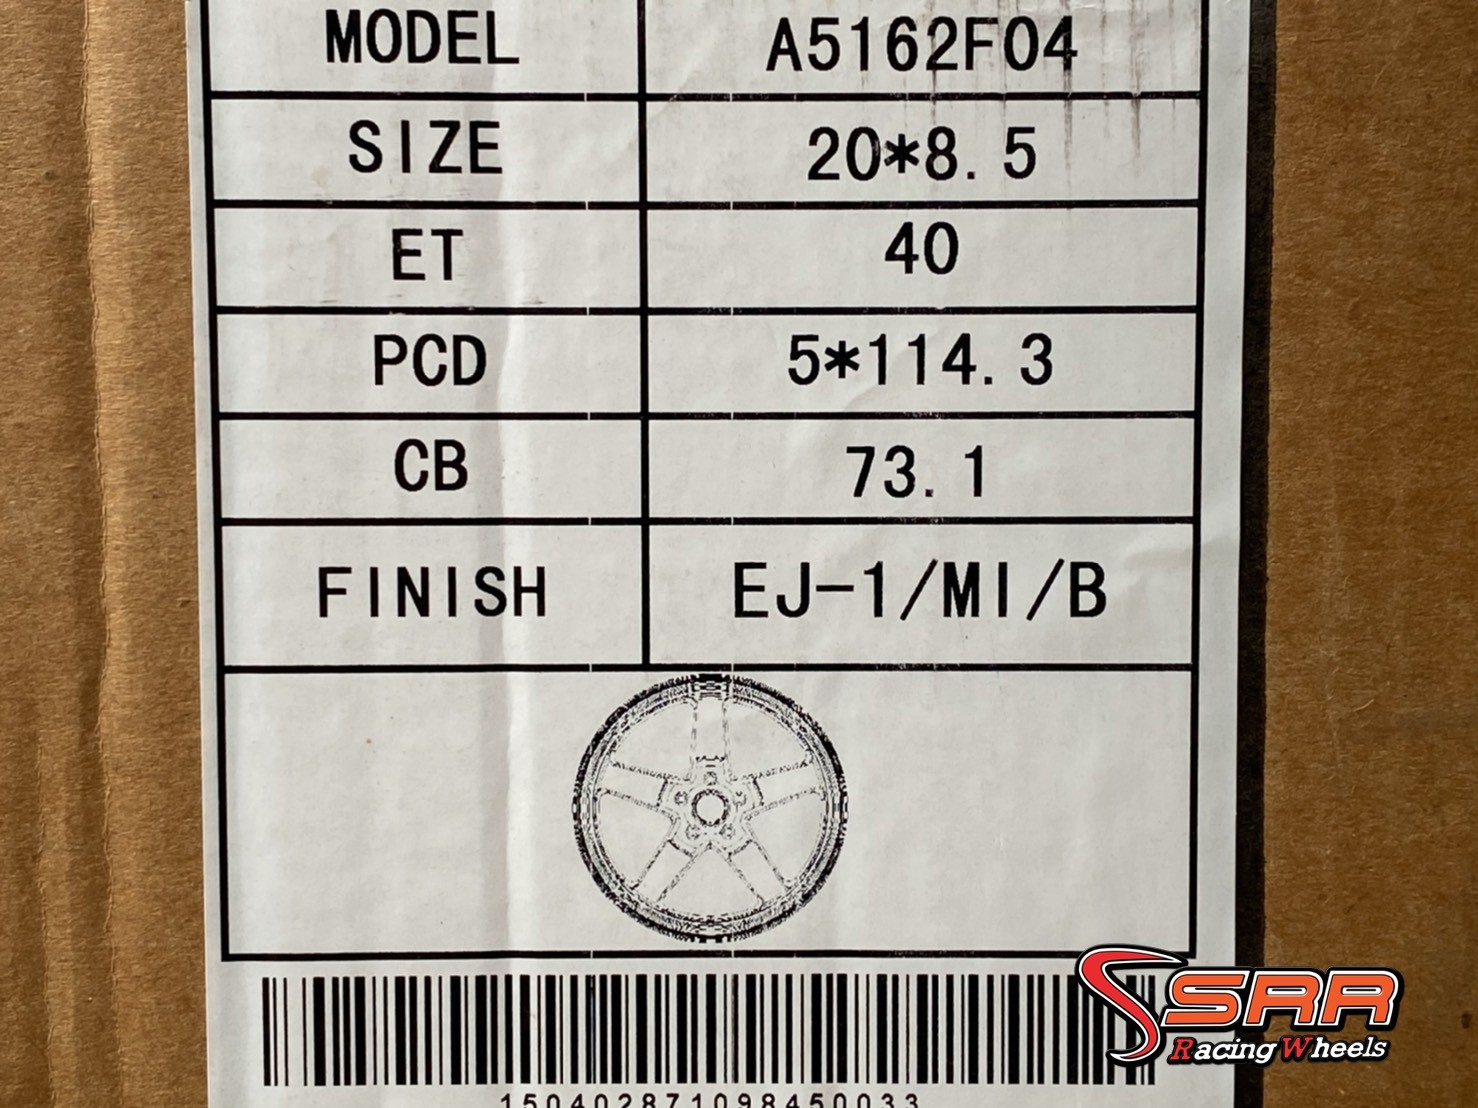 MODEL A5162F04
SIZE 20*8.5
ET 40
PCD 5*114.3
CB 73.1
FINISH EJ-1/MI/B
150402871098450033
SRR
Racing Wheels